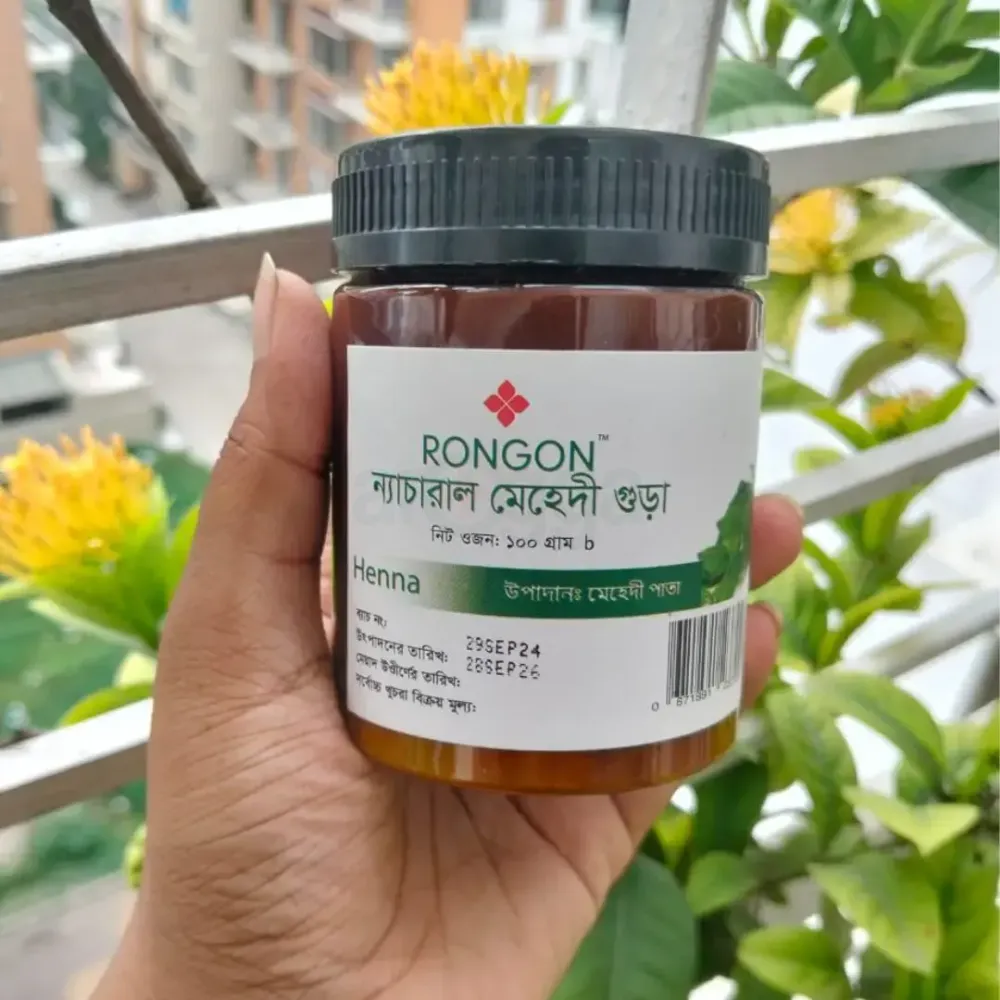 RONGON™
ন্যাচারাল মেহেদী গুড়া
নিট ওজন: ১০০ গ্রাম b
Henna
উপাদানঃ মেহেদী পাতা
ব্যাচ নং:
উৎপাদনের তারিখ: 29SEP24
মেয়াদ উত্তীর্ণের তারিখ: 28SEP26
সর্বোচ্চ খুচরা বিক্রয় মূল্য: